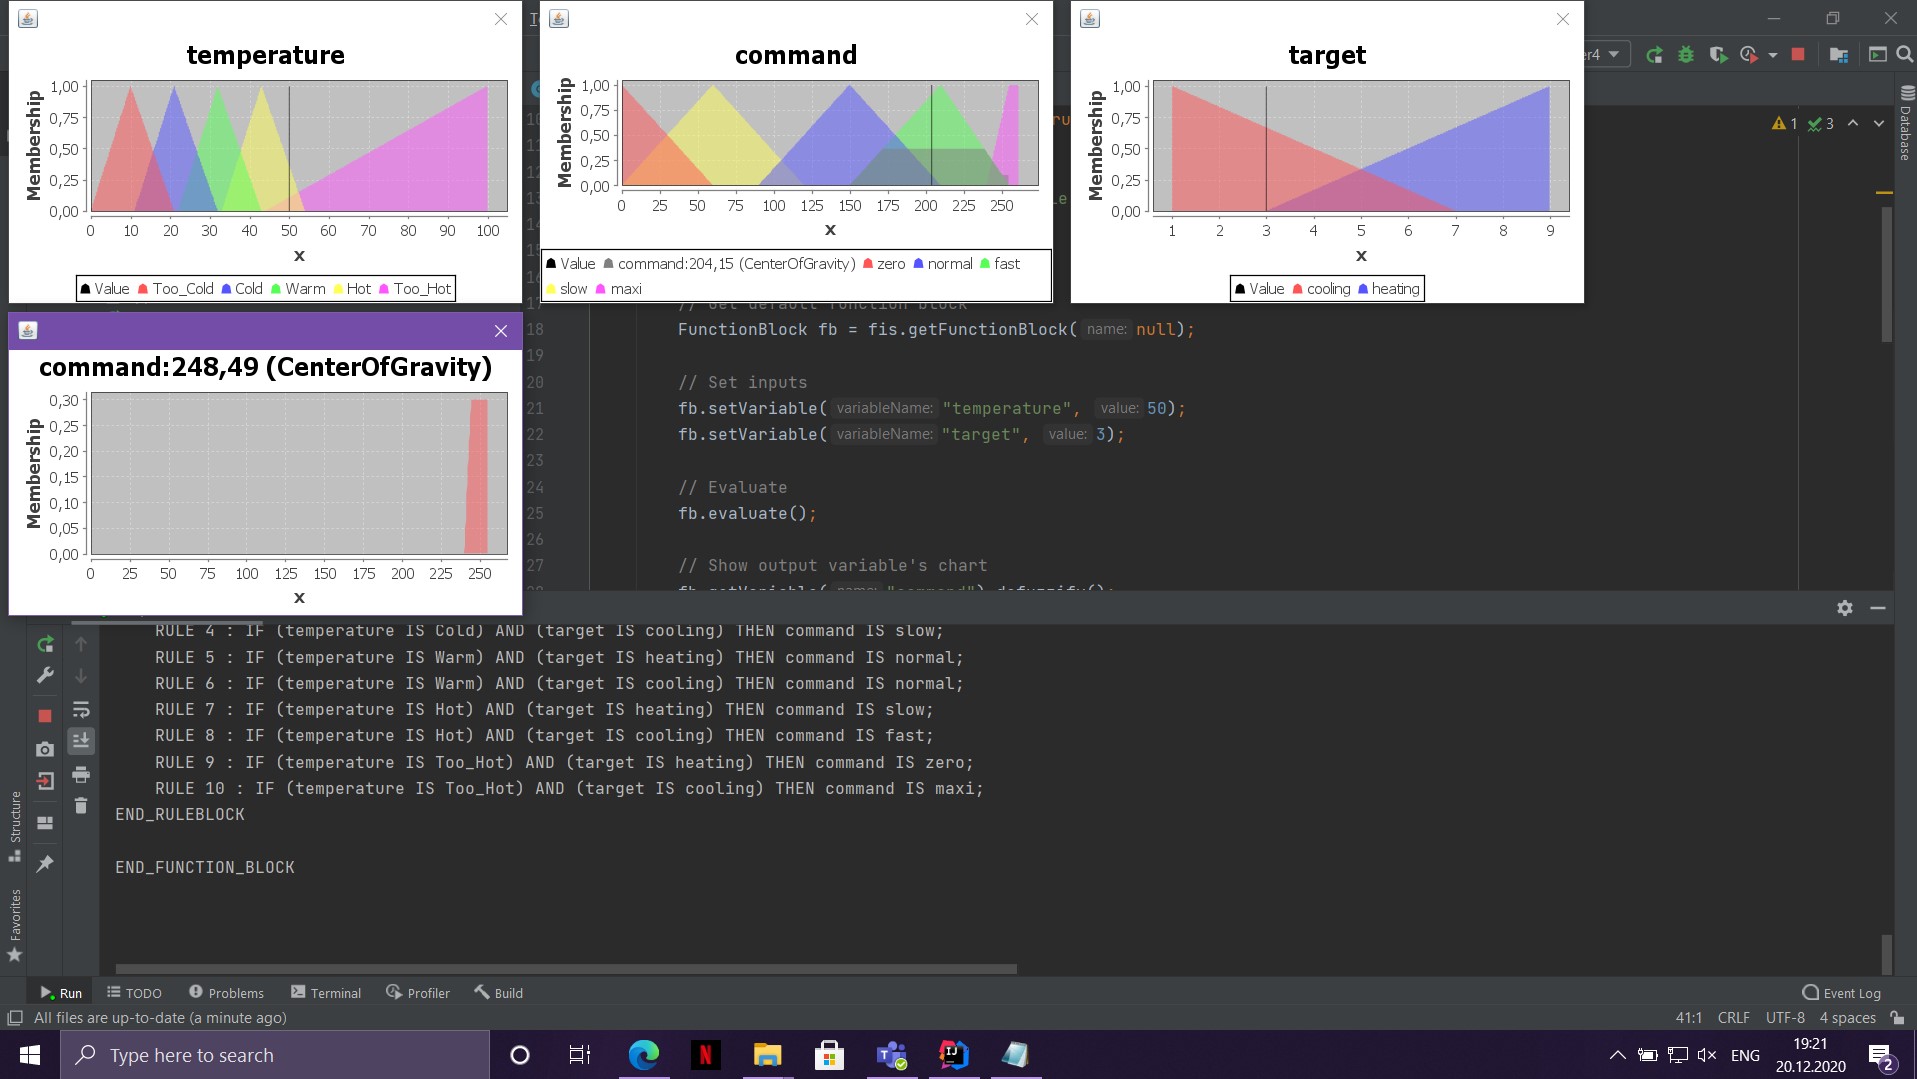 temperature
Membership
1,00
0,75
0,50
0,25
0,00
0 10 20 30 40 50 60 70 80 90 100
x
Value Too_Cold Cold Warm Hot Too_Hot
command
Membership
1,00
0,75
0,50
0,25
0,00
0 25 50 75 100 125 150 175 200 225 250
x
Value command:204,15 (CenterOfGravity) zero normal fast
slow maxi
target
Membership
1,00
0,75
0,50
0,25
0,00
1 2 3 4 5 6 7 8 9
x
Value cooling heating
command:248,49 (CenterOfGravity)
Membership
0,30
0,25
0,20
0,15
0,10
0,05
0,00
0 25 50 75 100 125 150 175 200 225 250
x
1 3
Database
17 // Get default function block
18 FunctionBlock fb = fis.getFunctionBlock( name: null);
19
20 // Set inputs
21 fb.setVariable( variableName: "temperature", value: 50);
22 fb.setVariable( variableName: "target", value: 3);
23
24 // Evaluate
25 fb.evaluate();
26
27 // Show output variable's chart
RULE 4 : IF (temperature IS Cold) AND (target IS cooling) THEN command IS slow;
RULE 5 : IF (temperature IS Warm) AND (target IS heating) THEN command IS normal;
RULE 6 : IF (temperature IS Warm) AND (target IS cooling) THEN command IS normal;
RULE 7 : IF (temperature IS Hot) AND (target IS heating) THEN command IS slow;
RULE 8 : IF (temperature IS Hot) AND (target IS cooling) THEN command IS fast;
RULE 9 : IF (temperature IS Too_Hot) AND (target IS heating) THEN command IS zero;
RULE 10 : IF (temperature IS Too_Hot) AND (target IS cooling) THEN command IS maxi;
END_RULEBLOCK
END_FUNCTION_BLOCK
Structure
Favorites
Run TODO Problems Terminal Profiler Build Event Log
All files are up-to-date (a minute ago) 41:1 CRLF UTF-8 4 spaces
Type here to search
N
IJ
ENG
19:21
20.12.2020
2